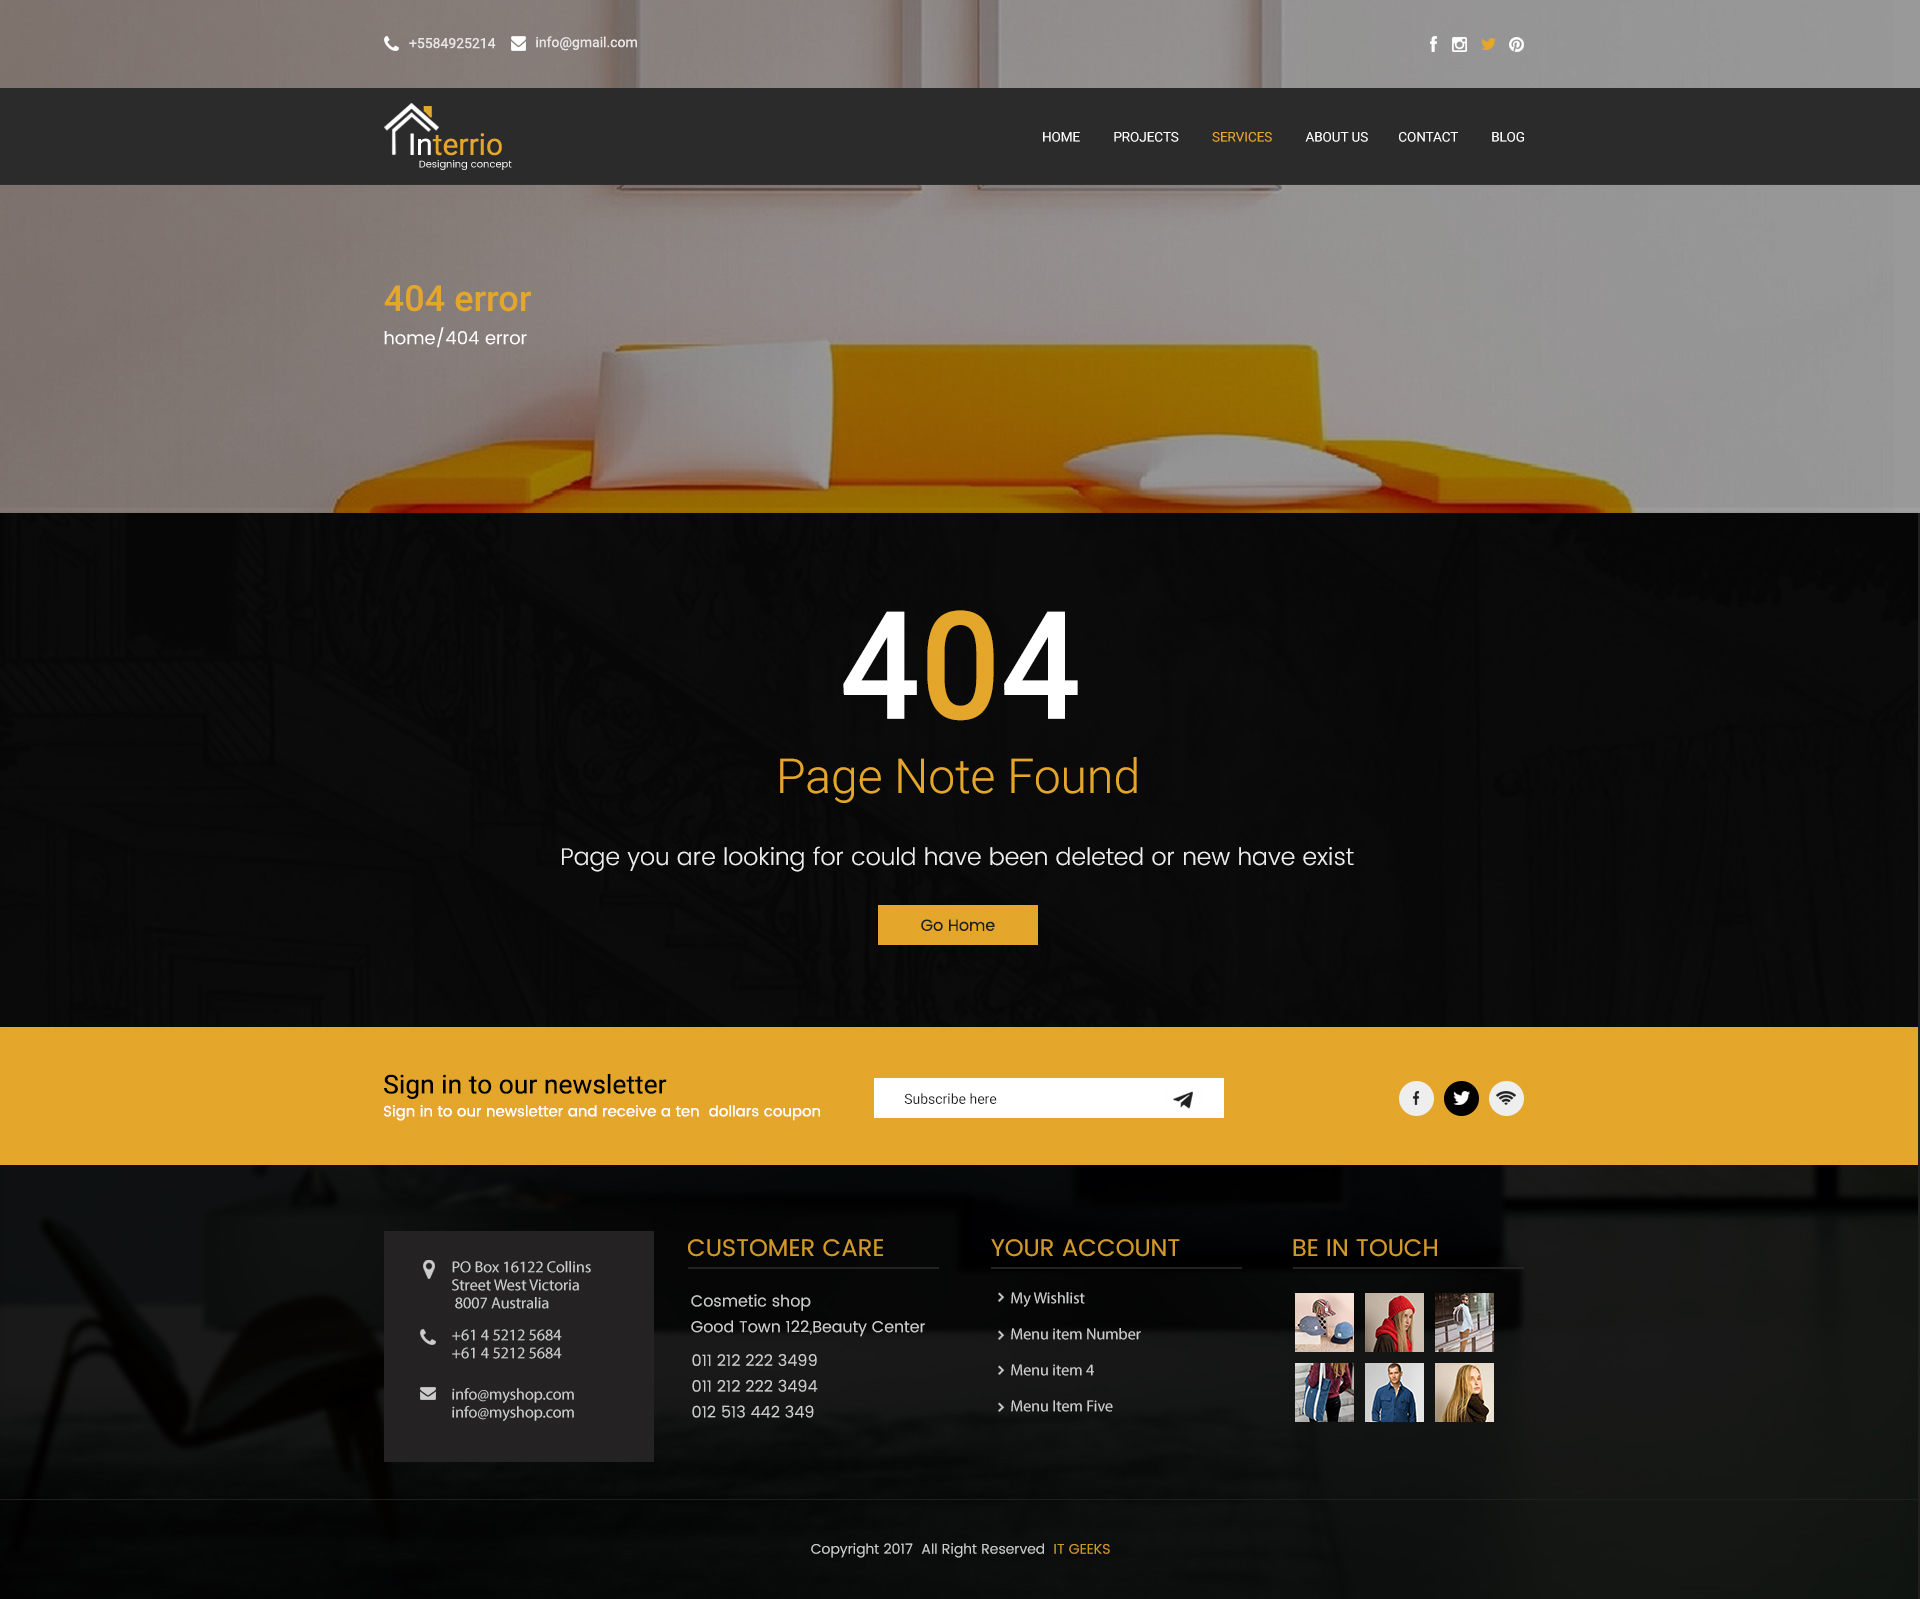 +5584925214 info@gmail.com
Interrio
Designing concept
HOME PROJECTS SERVICES ABOUT US CONTACT BLOG
404 error
home/404 error
404
Page Note Found
Page you are looking for could have been deleted or new have exist
Go Home
Sign in to our newsletter
Sign in to our newsletter and receive a ten dollars coupon
Subscribe here
PO Box 16122 Collins
Street West Victoria
8007 Australia
+61 4 5212 5684
+61 4 5212 5684
info@myshop.com
info@myshop.com
CUSTOMER CARE
Cosmetic shop
Good Town 122,Beauty Center
011 212 222 3499
011 212 222 3494
012 513 442 349
YOUR ACCOUNT
My Wishlist
Menu item Number
Menu item 4
Menu Item Five
BE IN TOUCH
Copyright 2017 All Right Reserved IT GEEKS